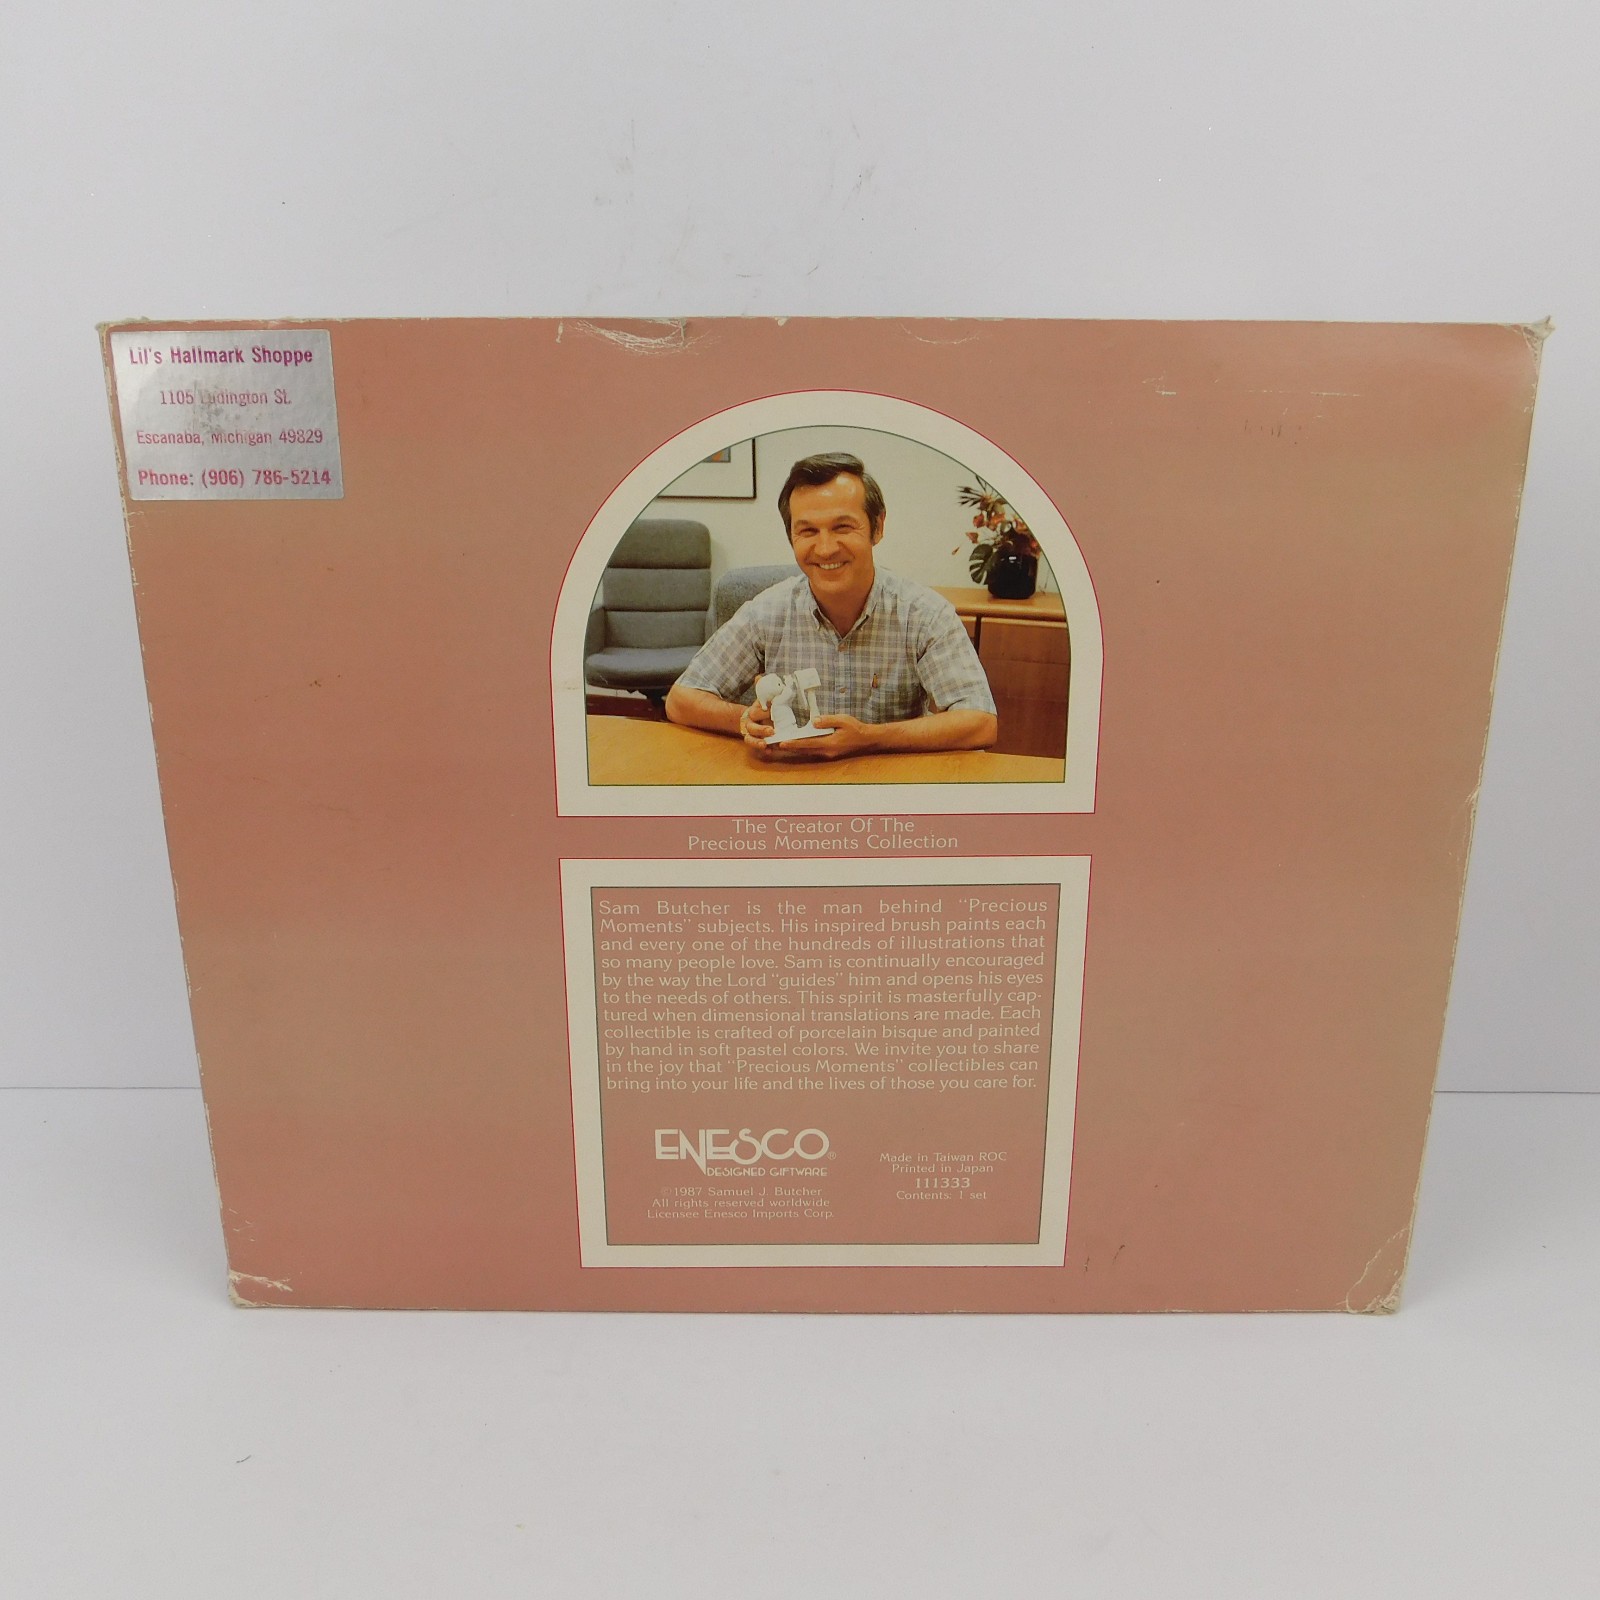 Lil's Hallmark Shoppe
1105 Ludington St.
Escanaba, Michigan 49829
Phone: (906) 786-5214
The Creator Of The
Precious Moments Collection
Sam Butcher is the man behind "Precious
Moments" subjects. His inspired brush paints each
and every one of the hundreds of illustrations that
so many people love. Sam is continually encouraged
by the way the Lord "guides" him and opens his eyes
to the needs of others. This spirit is masterfully cap-
tured when dimensional translations are made. Each
collectible is crafted of porcelain bisque and painted
by hand in soft pastel colors. We invite you to share
in the joy that "Precious Moments" collectibles can
bring into your life and the lives of those you care for.
ENESCO®
DESIGNED GIFTWARE
©1987 Samuel J. Butcher
All rights reserved worldwide
Licensee Enesco Imports Corp.
Made in Taiwan ROC
Printed in Japan
111333
Contents: 1 set